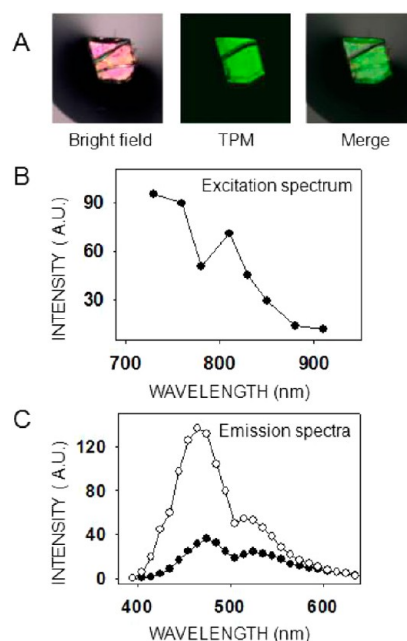 A
Bright field TPM Merge
B
Excitation spectrum
INTENSITY ( A.U.)
90
60
30
700 800 900
WAVELENGTH (nm)
C
Emission spectra
INTENSITY ( A.U.)
120
80
40
0
400 500 600
WAVELENGTH (nm)